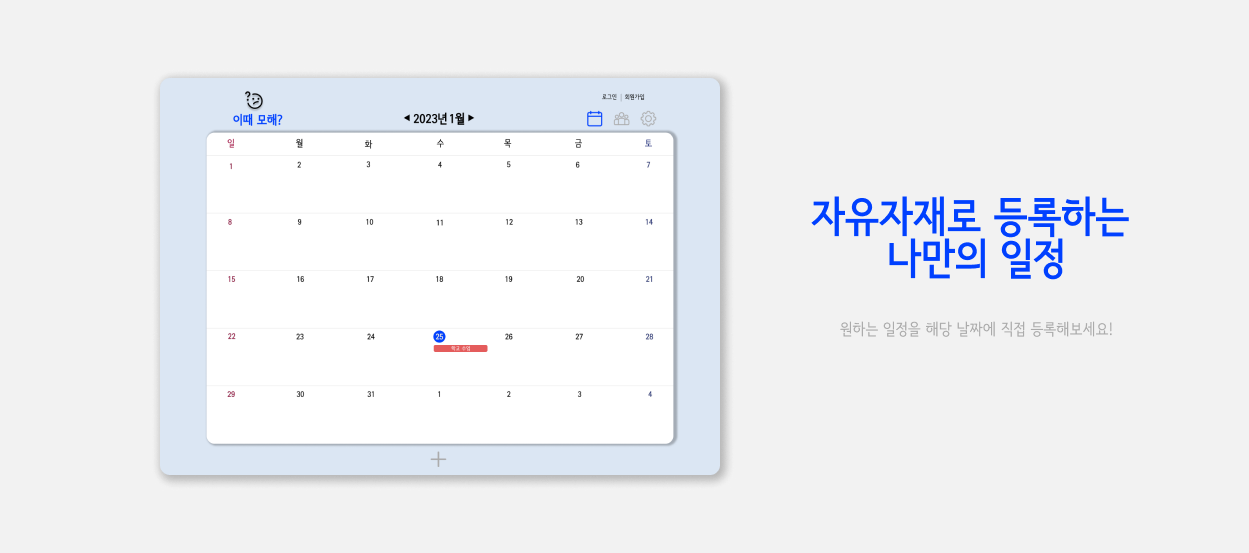 로그인 | 회원가입
이때 모해?
◀ 2023년 1월 ▶
일 월 화 수 목 금 토
1 2 3 4 5 6 7
8 9 10 11 12 13 14
15 16 17 18 19 20 21
22 23 24 25 26 27 28
학교 수업
29 30 31 1 2 3 4
+
자유자재로 등록하는
나만의 일정
원하는 일정을 해당 날짜에 직접 등록해보세요!